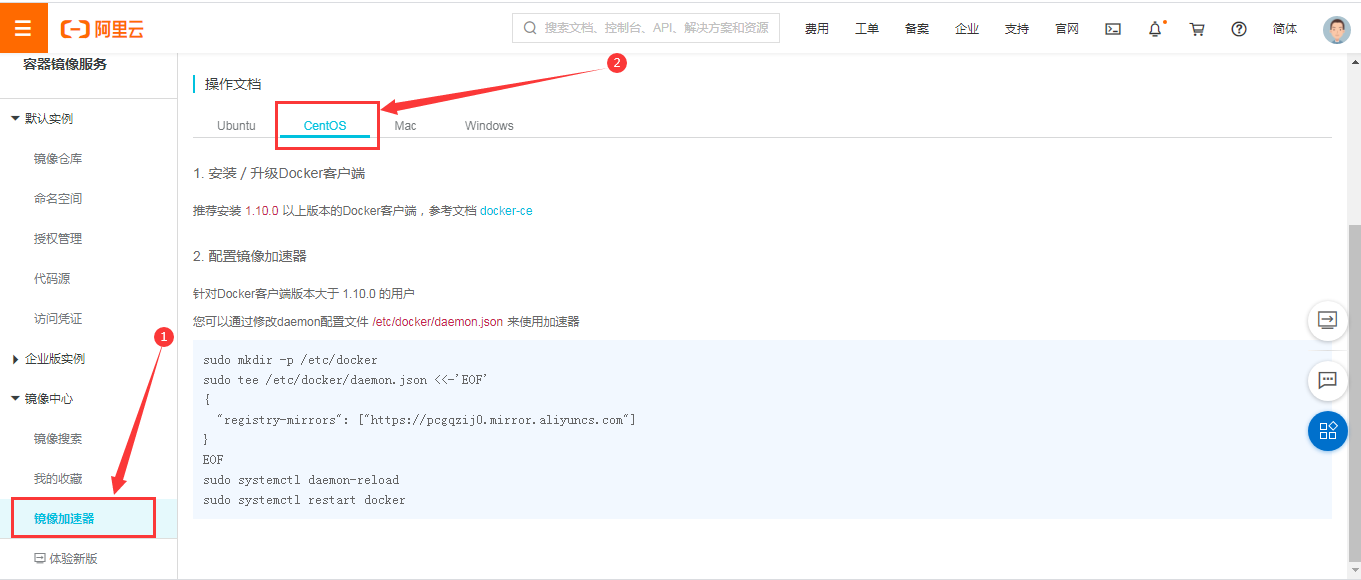 阿里云
搜索文档、控制台、API、解决方案和资源
费用
工单
备案
企业
支持
官网
简体
容器镜像服务
默认实例
镜像仓库
命名空间
授权管理
代码源
访问凭证
企业版实例
镜像中心
镜像搜索
我的收藏
镜像加速器
体验新版
1
2
操作文档
Ubuntu
CentOS
Mac
Windows
1. 安装 / 升级Docker客户端
推荐安装 1.10.0 以上版本的Docker客户端，参考文档 docker-ce
2. 配置镜像加速器
针对Docker客户端版本大于 1.10.0 的用户
您可以通过修改daemon配置文件 /etc/docker/daemon.json 来使用加速器
sudo mkdir -p /etc/docker
sudo tee /etc/docker/daemon.json <<-'EOF'
{
"registry-mirrors": ["https://pcgqzij0.mirror.aliyuncs.com"]
}
EOF
sudo systemctl daemon-reload
sudo systemctl restart docker